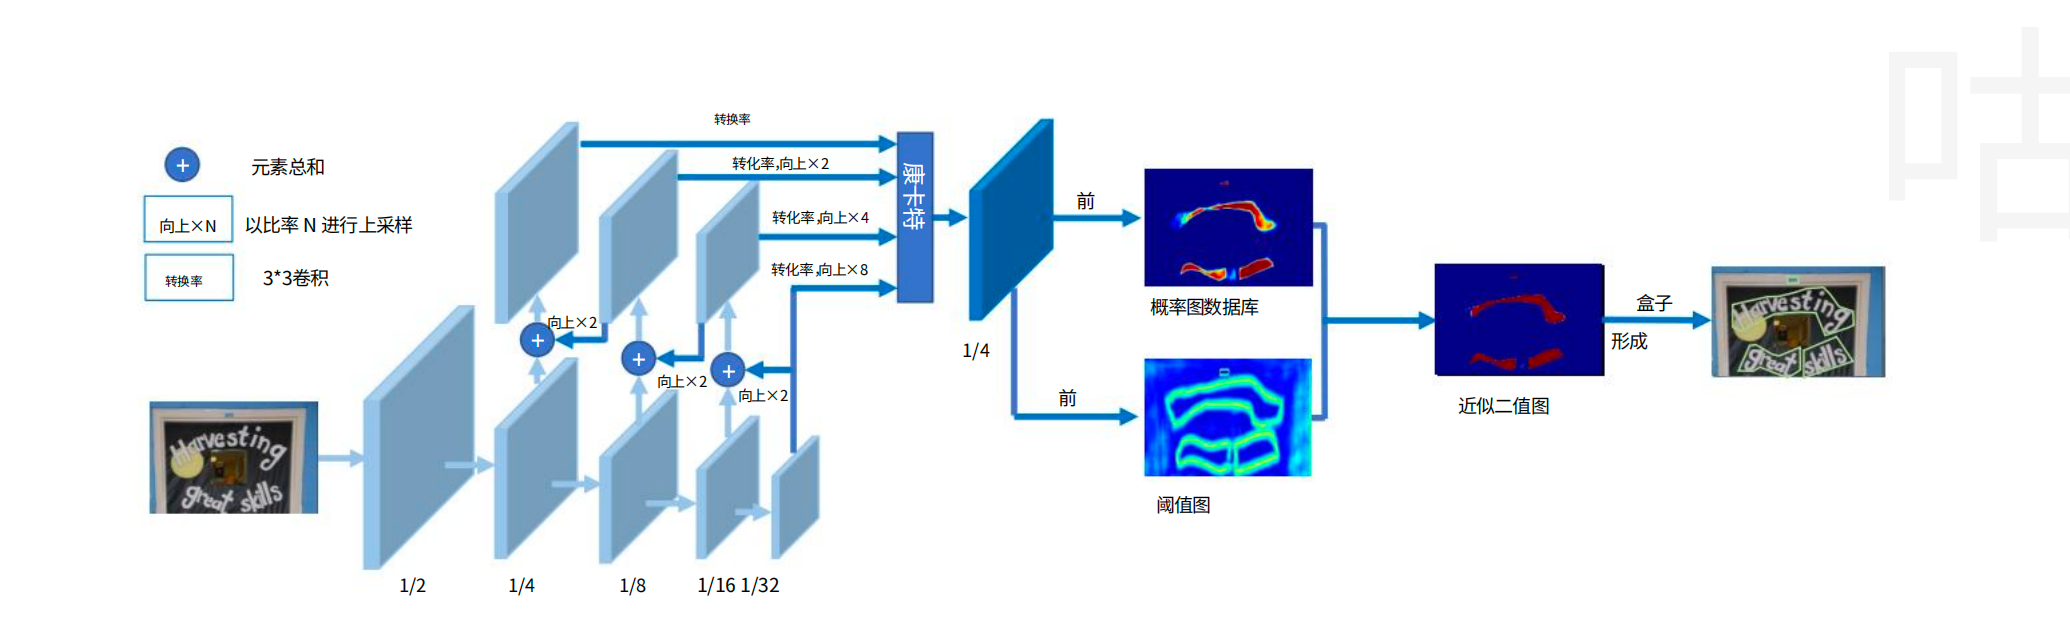 咕
转换率
+
元素总和
转化率,向上×2
康卡特
向上×N
以比率 N 进行上采样
转化率,向上×4
前
转换率
3*3卷积
转化率,向上×8
概率图数据库
盒子
形成
向上×2
+
+
+
向上×2
向上×2
1/4
前
近似二值图
Harvesting
great skills
Harvesting
great skills
阈值图
1/2
1/4
1/8
1/16 1/32